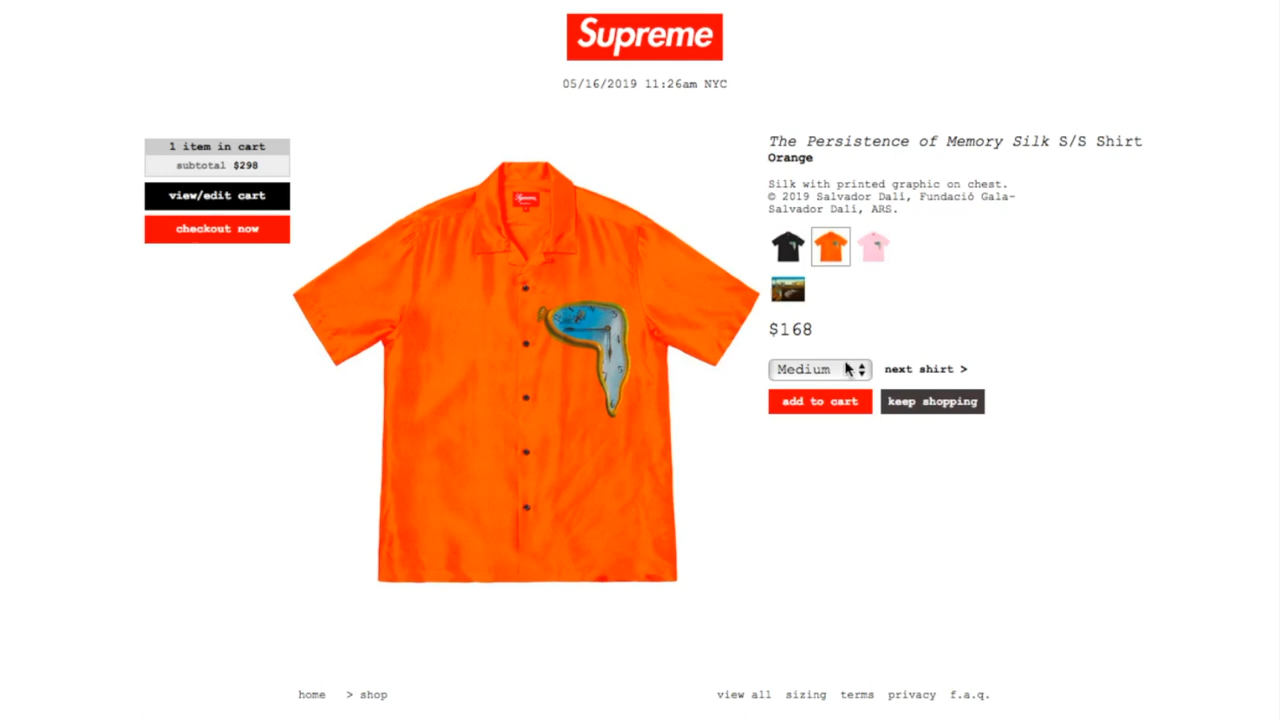 Supreme
05/16/2019 11:26am NYC
1 item in cart
subtotal $298
view/edit cart
checkout now
Supreme
The Persistence of Memory Silk S/S Shirt
Orange
Silk with printed graphic on chest.
© 2019 Salvador Dalí, Fundació Gala-
Salvador Dalí, ARS.
$168
Medium
next shirt >
add to cart
keep shopping
home > shop
view all sizing terms privacy f.a.q.